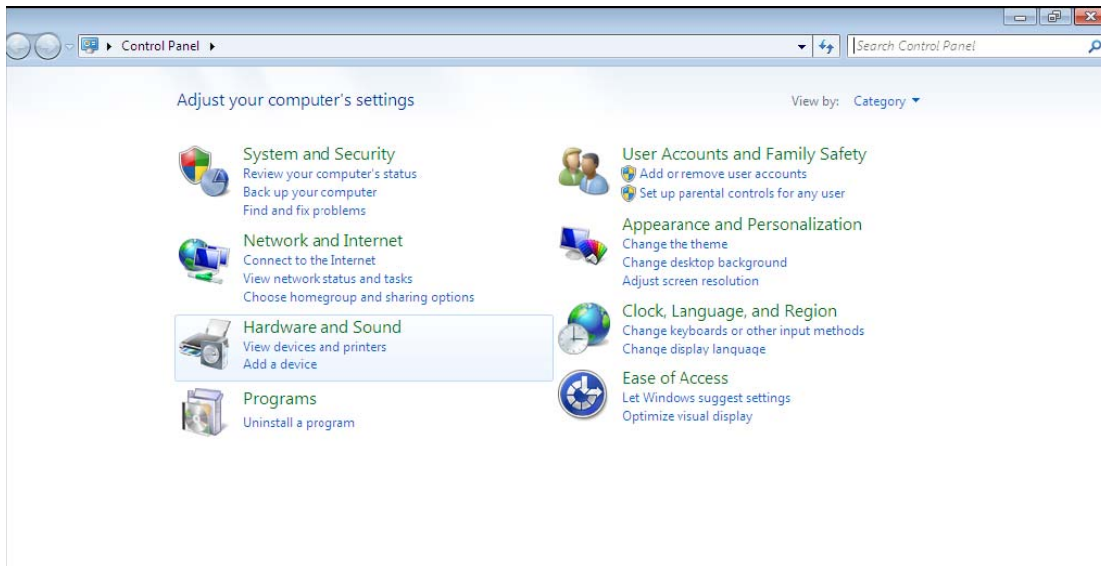 Control Panel
Search Control Panel
Adjust your computer's settings
View by: Category
System and Security
Review your computer's status
Back up your computer
Find and fix problems
Network and Internet
Connect to the Internet
View network status and tasks
Choose homegroup and sharing options
Hardware and Sound
View devices and printers
Add a device
Programs
Uninstall a program
User Accounts and Family Safety
Add or remove user accounts
Set up parental controls for any user
Appearance and Personalization
Change the theme
Change desktop background
Adjust screen resolution
Clock, Language, and Region
Change keyboards or other input methods
Change display language
Ease of Access
Let Windows suggest settings
Optimize visual display